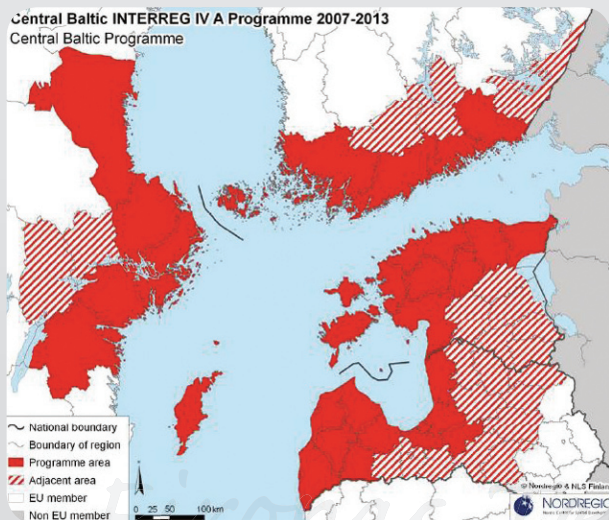 Central Baltic INTERREG IV A Programme 2007-2013
Central Baltic Programme
National boundary
Boundary of region
Programme area
Adjacent area
EU member
Non EU member
0 25 50 100 km
© Nordregio & NLS Finland
NORDREGIO